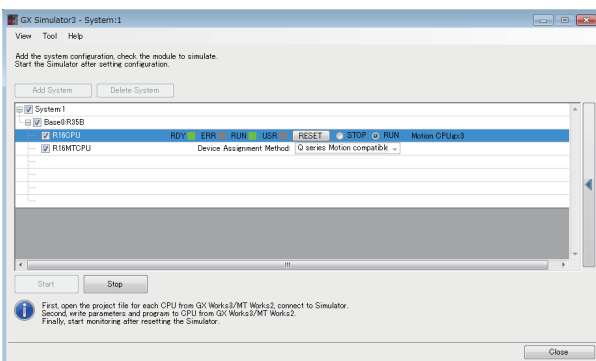 GX Simulator3 - System:1
View Tool Help
Add the system configuration, check the module to simulate.
Start the Simulator after setting configuration.
Add System Delete System
System:1
Base0:R35B
R16CPU RDY ERR RUN USR RESET STOP RUN Motion CPU.gx3
R16MTCPU Device Assignment Method: Q series Motion compatible
Start Stop
First, open the project file for each CPU from GX Works3/MT Works2, connect to Simulator.
Second, write parameters and program to CPU from GX Works3/MT Works2.
Finally, start monitoring after resetting the Simulator.
Close